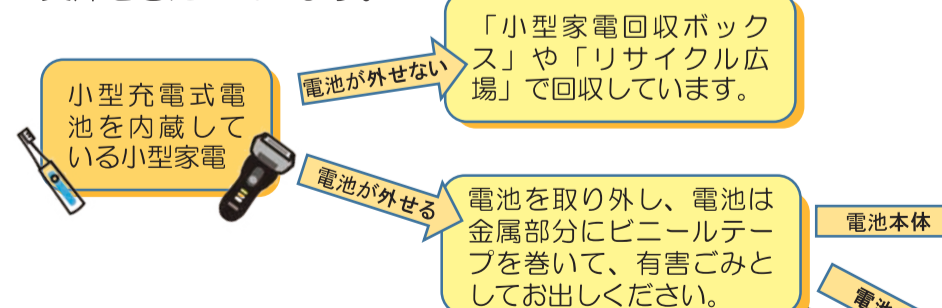 小型充電式電
池を内蔵して
いる小型家電
電池が外せない
「小型家電回収ボック
ス」や「リサイクル広
場」で回収しています。
電池が外せる
電池を取り外し、電池は
金属部分にビニールテー
プを巻いて、有害ごみと
してお出しください。
電池本体
電池